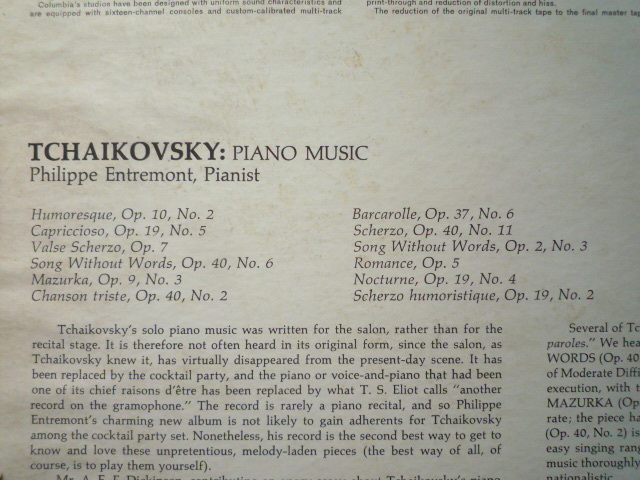 Columbia's studios have been designed with uniform sound characteristics and
are equipped with sixteen-channel consoles and custom-calibrated multi-track
print-through and reduction of distortion and hiss.
The reduction of the original multi-track tape to the final master tap
TCHAIKOVSKY: PIANO MUSIC
Philippe Entremont, Pianist
Humoresque, Op. 10, No. 2
Capriccioso, Op. 19, No. 5
Valse Scherzo, Op. 7
Song Without Words, Op. 40, No. 6
Mazurka, Op. 9, No. 3
Chanson triste, Op. 40, No. 2
Barcarolle, Op. 37, No. 6
Scherzo, Op. 40, No. 11
Song Without Words, Op. 2, No. 3
Romance, Op. 5
Nocturne, Op. 19, No. 4
Scherzo humoristique, Op. 19, No. 2
Tchaikovsky's solo piano music was written for the salon, rather than for the
recital stage. It is therefore not often heard in its original form, since the salon, as
Tchaikovsky knew it, has virtually disappeared from the present-day scene. It has
been replaced by the cocktail party, and the piano or voice-and-piano that had been
one of its chief raisons d'être has been replaced by what T. S. Eliot calls "another
record on the gramophone." The record is rarely a piano recital, and so Philippe
Entremont's charming new album is not likely to gain adherents for Tchaikovsky
among the cocktail party set. Nonetheless, his record is the second best way to get to
know and love these unpretentious, melody-laden pieces (the best way of all, of
course, is to play them yourself).
Mr. A. E. F. Dickinson, contributing an essay about Tchaikovsky's piano
Several of Tc
paroles." We hea
WORDS (Op. 40,
of Moderate Diffi
execution, with t
MAZURKA (Op
rate; the piece ha
(Op. 40, No. 2) is
easy singing rang
music thoroughly
nationalistic